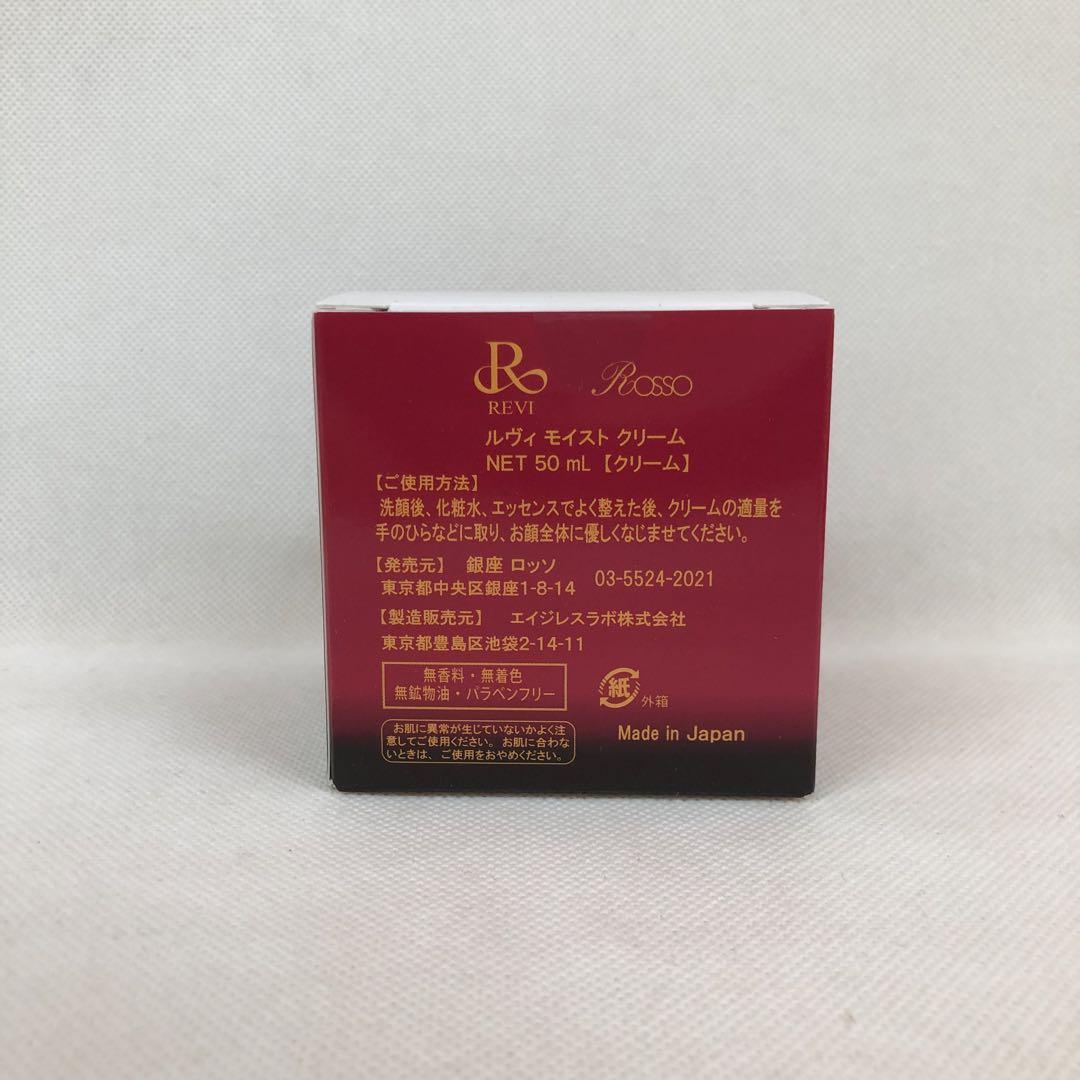 R
REVI
Rosso
ルヴィ モイスト クリーム
NET 50 mL【クリーム】
【ご使用方法】
洗顔後、化粧水、エッセンスでよく整えた後、クリームの適量を
手のひらなどに取り、お顔全体に優しくなじませてください。
【発売元】 銀座 ロッソ
東京都中央区銀座1-8-14 03-5524-2021
【製造販売元】 エイジレスラボ株式会社
東京都豊島区池袋2-14-11
無香料・無着色
無鉱物油・パラベンフリー
紙 外箱
お肌に異常が生じていないかよく注
意してご使用ください。お肌に合わな
いときは、ご使用をおやめください。
Made in Japan